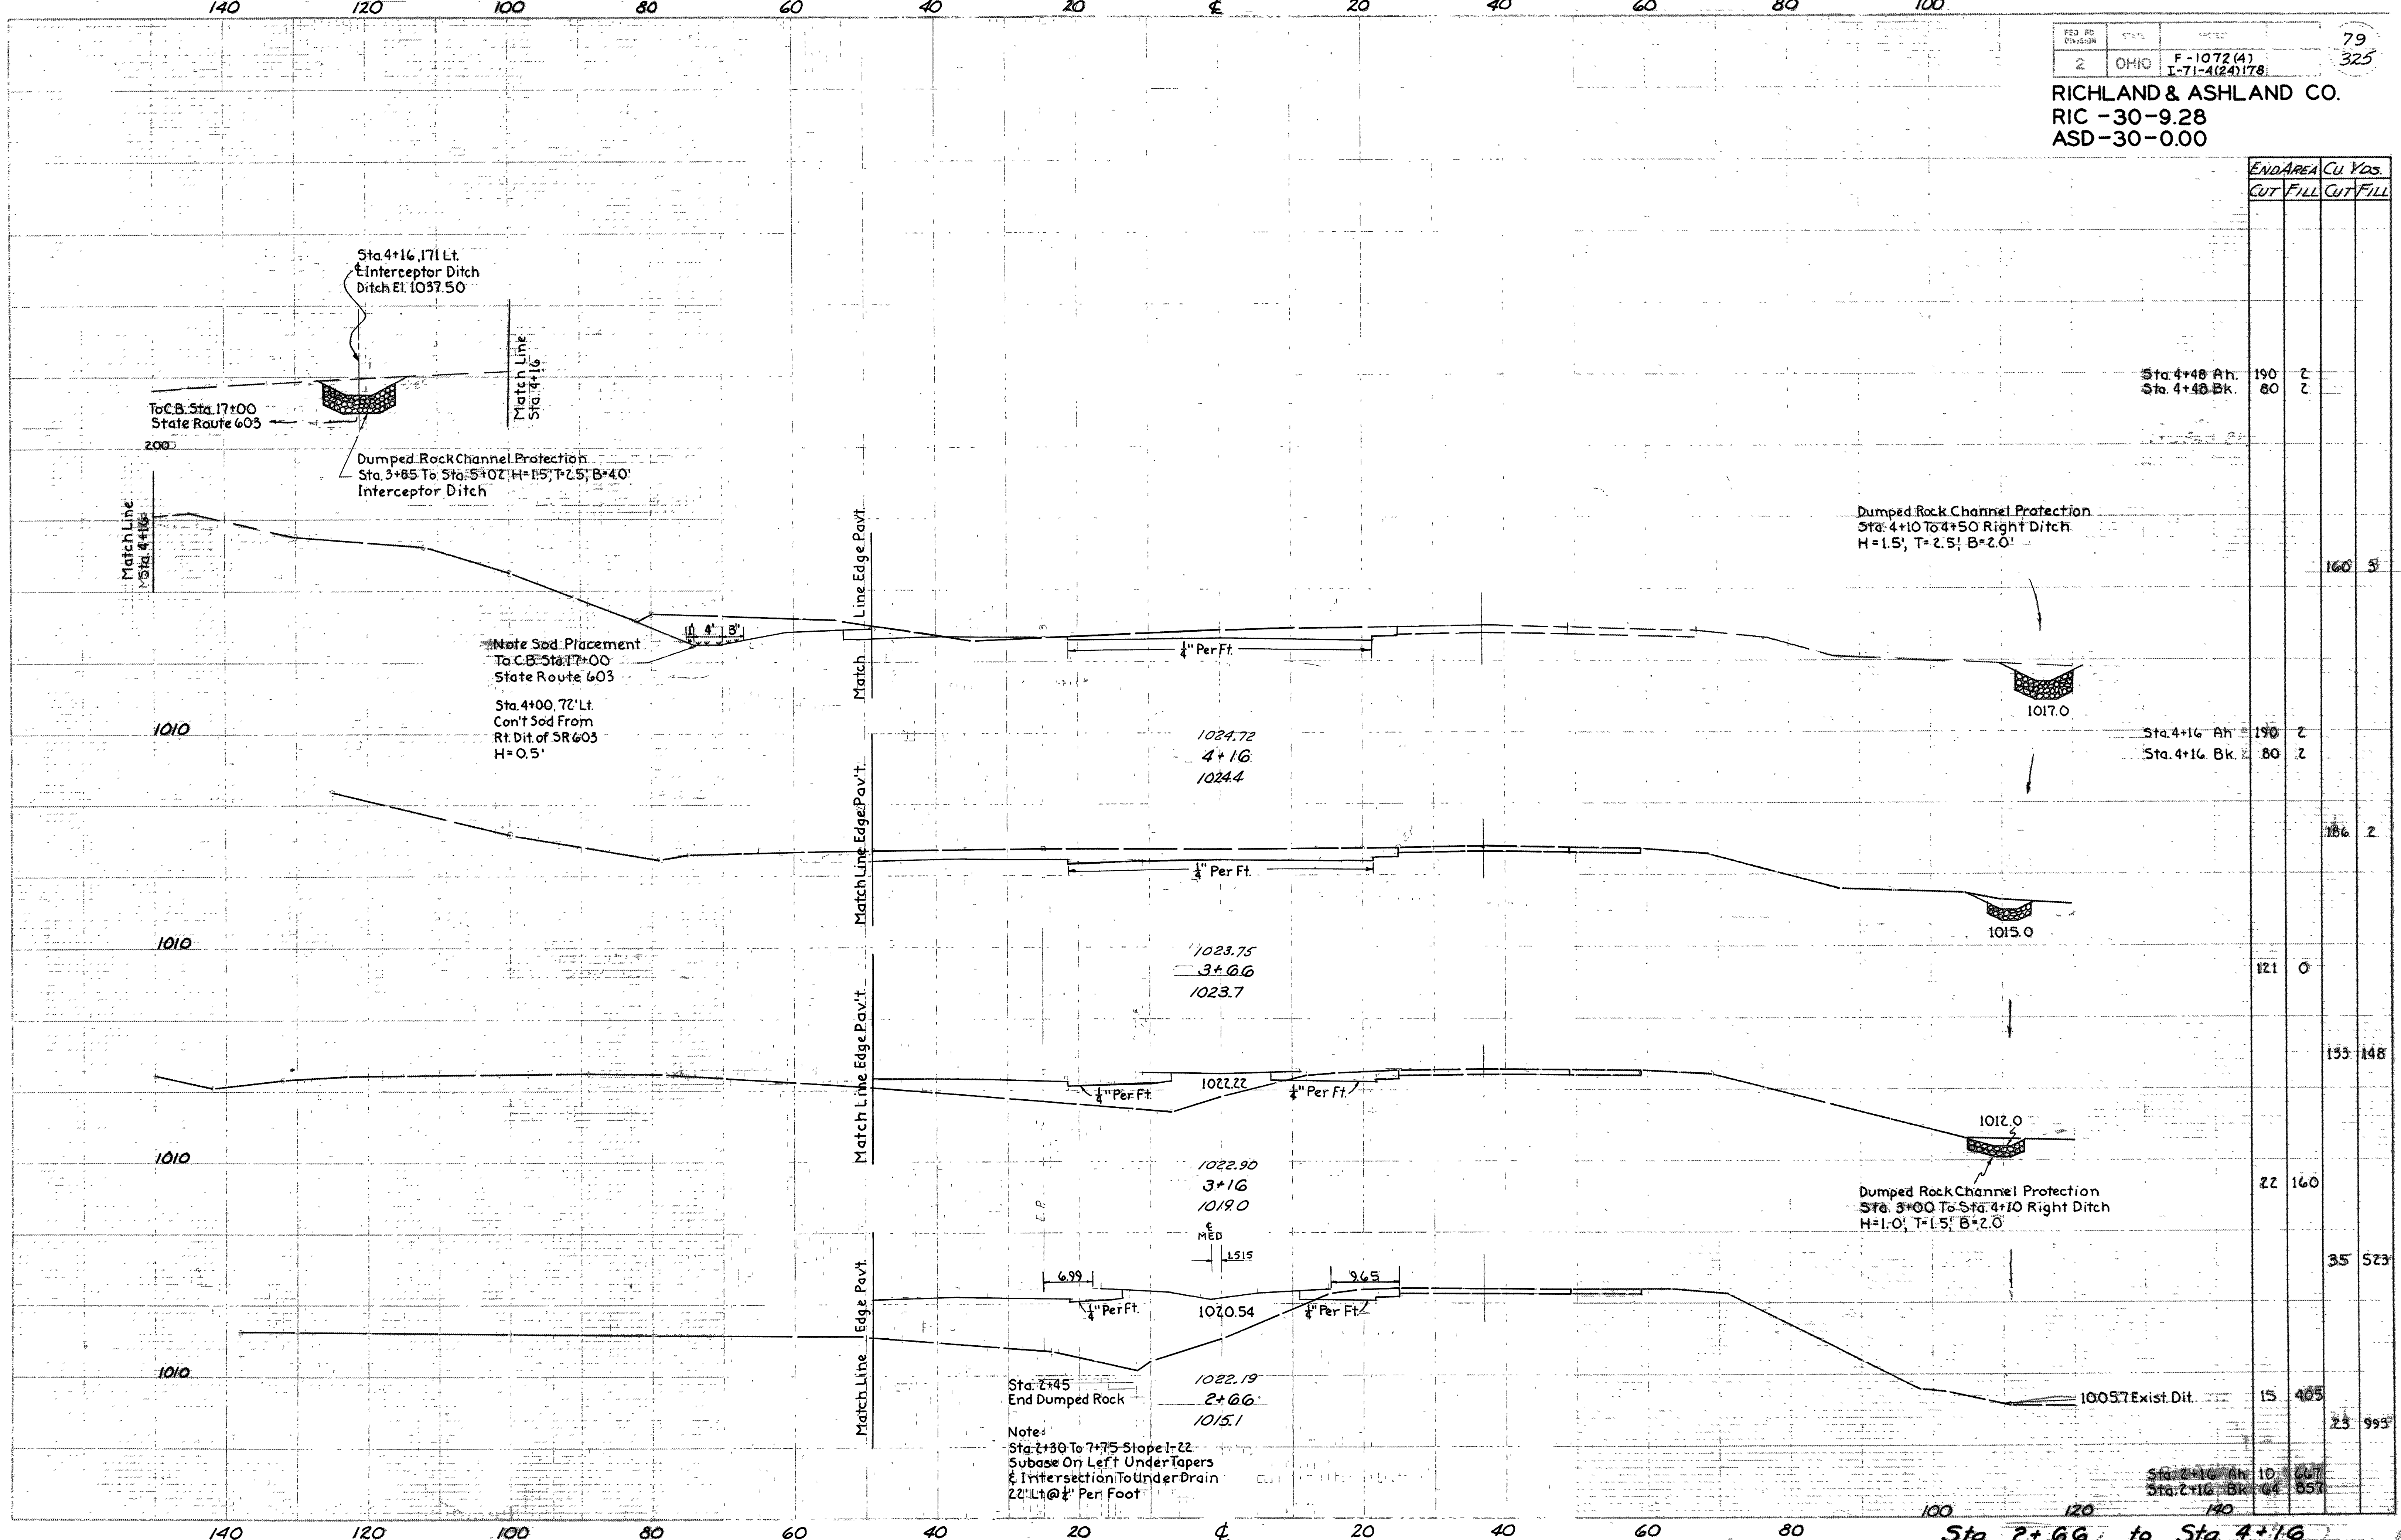 140 120 100 80 60 40 20 ℄ 20 40 60 80 100
FED RD DIVISION STATE PROJECT
2 OHIO F-1072(4)
I-71-4(24)178
79
325
RICHLAND & ASHLAND CO.
RIC-30-9.28
ASD-30-0.00
END AREA CU. YDS.
CUT FILL CUT FILL
Sta. 4+16, 171 Lt.
℄ Interceptor Ditch
Ditch El. 1037.50
Match Line
Sta. 4+16
Sta. 4+48 Ah. 190 2
Sta. 4+48 Bk. 80 2
To C.B. Sta. 17+00
State Route 603
200
Dumped Rock Channel Protection
Sta. 3+85 To Sta. 5+02 H=1.5', T=2.5', B=4.0'
Interceptor Ditch
Match Line
Sta. 4+16
Match Line Edge Pav't.
Dumped Rock Channel Protection
Sta. 4+10 To 4+50 Right Ditch
H=1.5', T=2.5', B=2.0'
160 3
1' 4' 3'
Note Sod Placement
To C.B. Sta. 17+00
State Route 603
¼" Per Ft.
Sta. 4+00, 72' Lt.
Con't Sod From
Rt. Dit. of SR 603
H=0.5'
1017.0
1010
1024.72
4+16
1024.4
Sta. 4+16 Ah 190 2
Sta. 4+16 Bk. 80 2
Match Line Edge Pav't.
186 2
¼" Per Ft.
1015.0
1010
1023.75
3+66
1023.7
121 0
Match Line Edge Pav't.
133 148
¼" Per Ft.
1022.22
¼" Per Ft.
1012.0
1010
1022.90
3+16
1019.0
22 160
Dumped Rock Channel Protection
Sta. 3+00 To Sta. 4+10 Right Ditch
H=1.0', T=1.5', B=2.0'
E.P.
℄
MED
1.515
35 523
Match Line Edge Pav't.
6.99 9.65
¼" Per Ft. 1020.54 ¼" Per Ft.
1010
Sta. 2+45
End Dumped Rock
1022.19
2+66
1015.1
1005.7 Exist. Dit.
15 405
23 993
Note:
Sta. 2+30 To 7+75 Slope I-22
Subase On Left Under Tapers
& Intersection To Under Drain
22' Lt. @ ¼" Per Foot
Sta. 2+16 Ah 10 667
Sta. 2+16 Bk 64 857
140 120 100 80 60 40 20 ℄ 20 40 60 80 100 120 140
Sta. 2+66 to Sta. 4+16